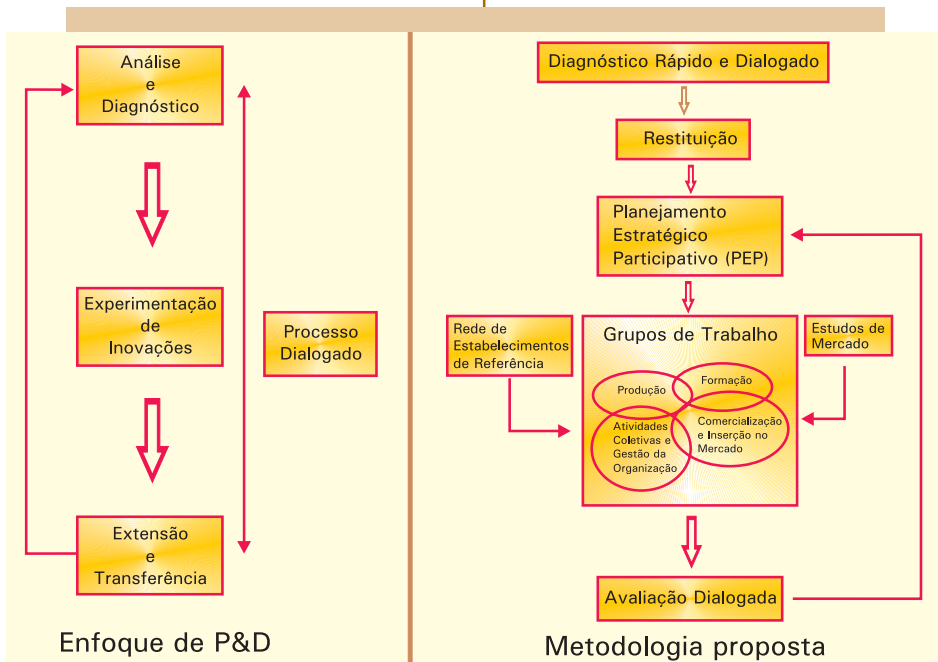 Análise
e
Diagnóstico
Experimentação
de
Inovações
Processo
Dialogado
Extensão
e
Transferência
Enfoque de P&D
Diagnóstico Rápido e Dialogado
Restituição
Planejamento
Estratégico
Participativo (PEP)
Rede de
Estabelecimentos
de Referência
Grupos de Trabalho
Produção
Formação
Atividades
Coletivas e
Gestão da
Organização
Comercialização
e Inserção no
Mercado
Estudos de
Mercado
Avaliação Dialogada
Metodologia proposta